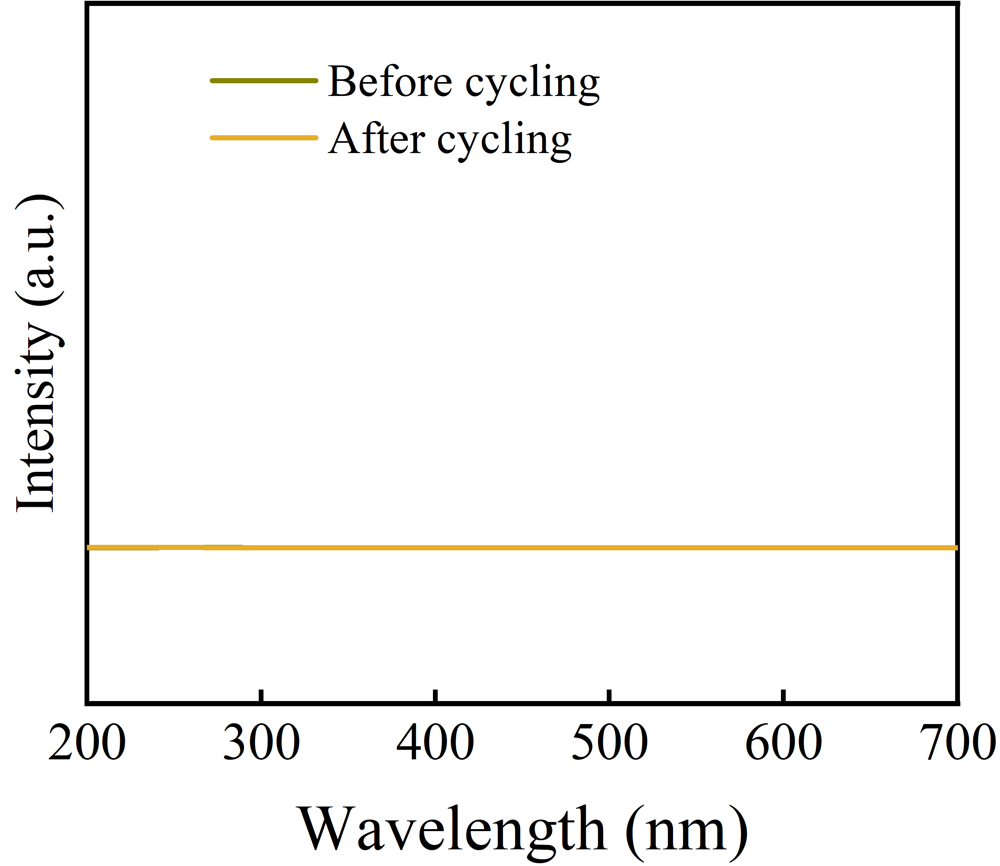 Before cycling
After cycling
Intensity (a.u.)
200 300 400 500 600 700
Wavelength (nm)